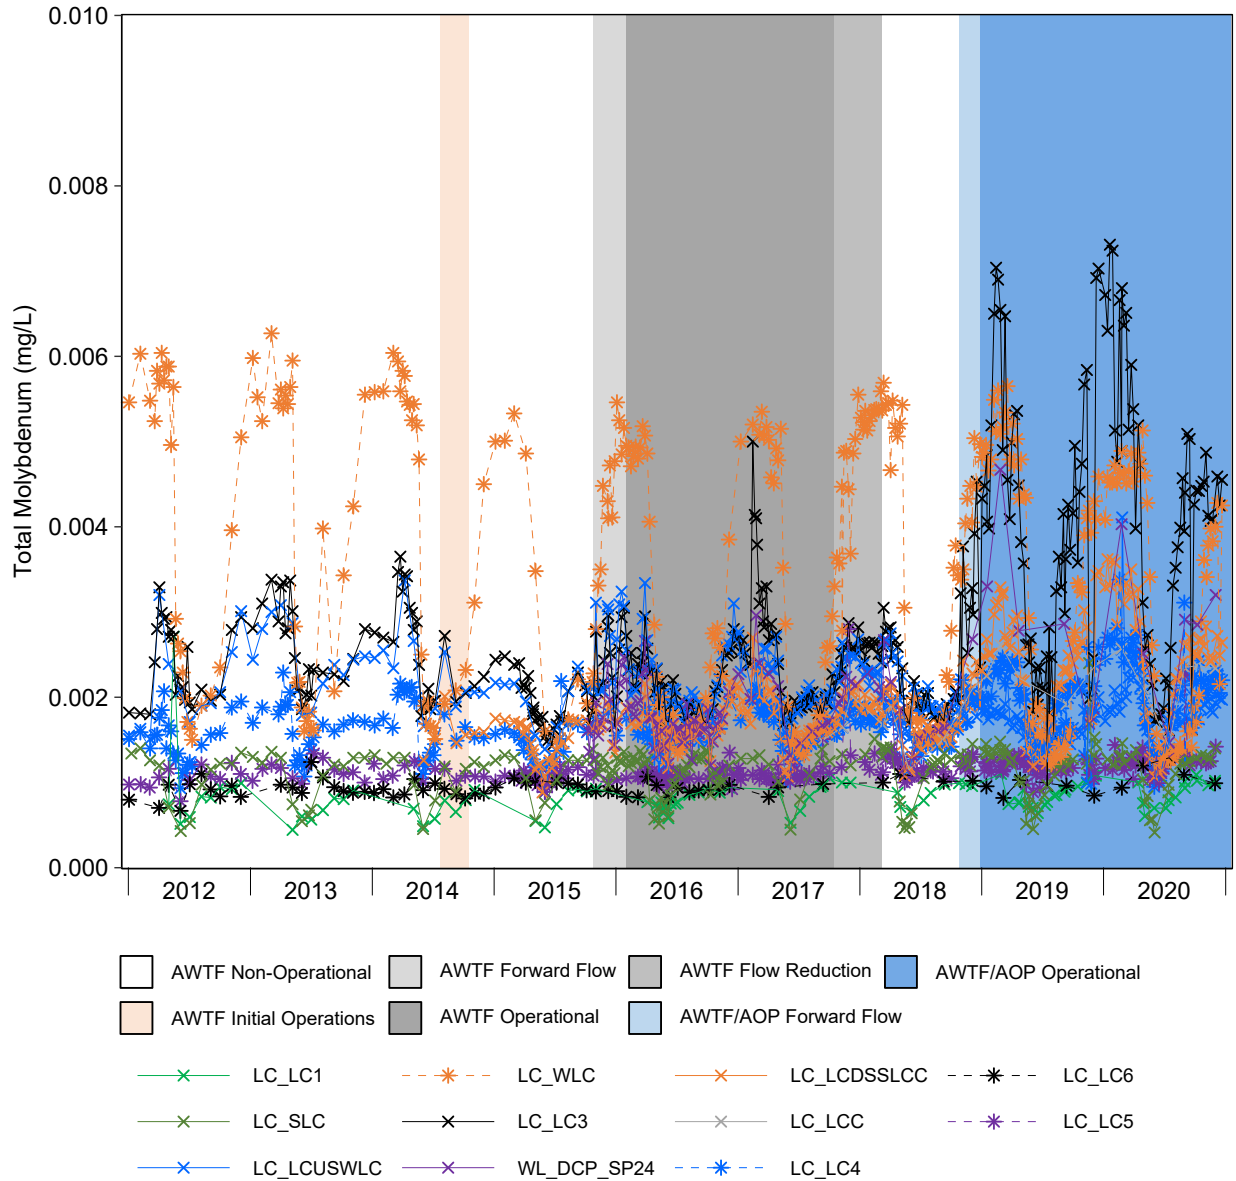 0.010
0.008
0.006
0.004
0.002
0.000
Total Molybdenum (mg/L)
2012 2013 2014 2015 2016 2017 2018 2019 2020
AWTF Non-Operational AWTF Forward Flow AWTF Flow Reduction AWTF/AOP Operational
AWTF Initial Operations AWTF Operational AWTF/AOP Forward Flow
LC_LC1 LC_WLC LC_LCDSSLCC LC_LC6
LC_SLC LC_LC3 LC_LCC LC_LC5
LC_LCUSWLC WL_DCP_SP24 LC_LC4